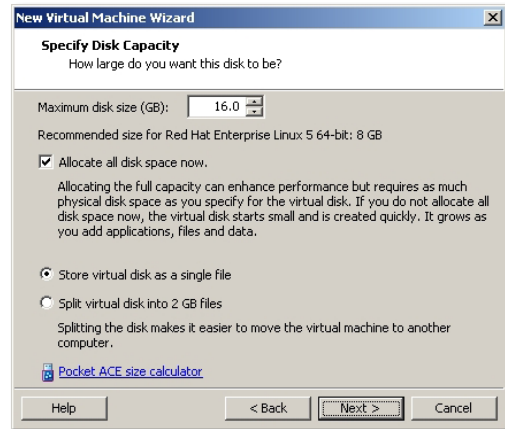 New Virtual Machine Wizard
Specify Disk Capacity
How large do you want this disk to be?
Maximum disk size (GB): 16.0
Recommended size for Red Hat Enterprise Linux 5 64-bit: 8 GB
Allocate all disk space now.
Allocating the full capacity can enhance performance but requires as much
physical disk space as you specify for the virtual disk. If you do not allocate all
disk space now, the virtual disk starts small and is created quickly. It grows as
you add applications, files and data.
Store virtual disk as a single file
Split virtual disk into 2 GB files
Splitting the disk makes it easier to move the virtual machine to another
computer.
Pocket ACE size calculator
Help < Back Next > Cancel